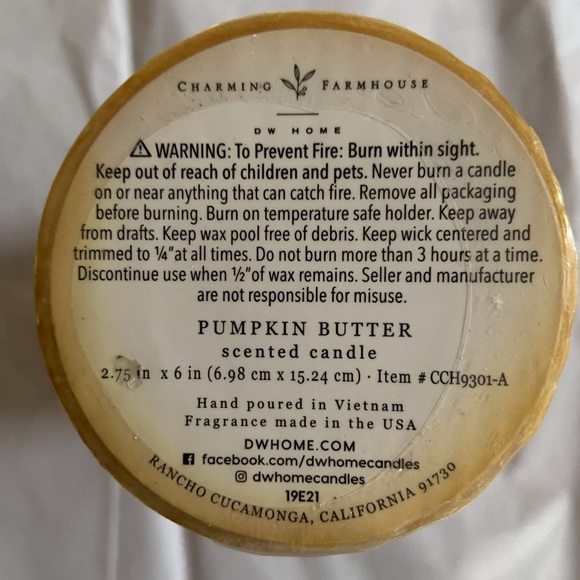 CHARMING FARMHOUSE
DW HOME
⚠ WARNING: To Prevent Fire: Burn within sight.
Keep out of reach of children and pets. Never burn a candle
on or near anything that can catch fire. Remove all packaging
before burning. Burn on temperature safe holder. Keep away
from drafts. Keep wax pool free of debris. Keep wick centered and
trimmed to ¼" at all times. Do not burn more than 3 hours at a time.
Discontinue use when ½" of wax remains. Seller and manufacturer
are not responsible for misuse.
PUMPKIN BUTTER
scented candle
2.75 in x 6 in (6.98 cm x 15.24 cm) · Item # CCH9301-A
Hand poured in Vietnam
Fragrance made in the USA
DWHOME.COM
facebook.com/dwhomecandles
dwhomecandles
19E21
RANCHO CUCAMONGA, CALIFORNIA 91730